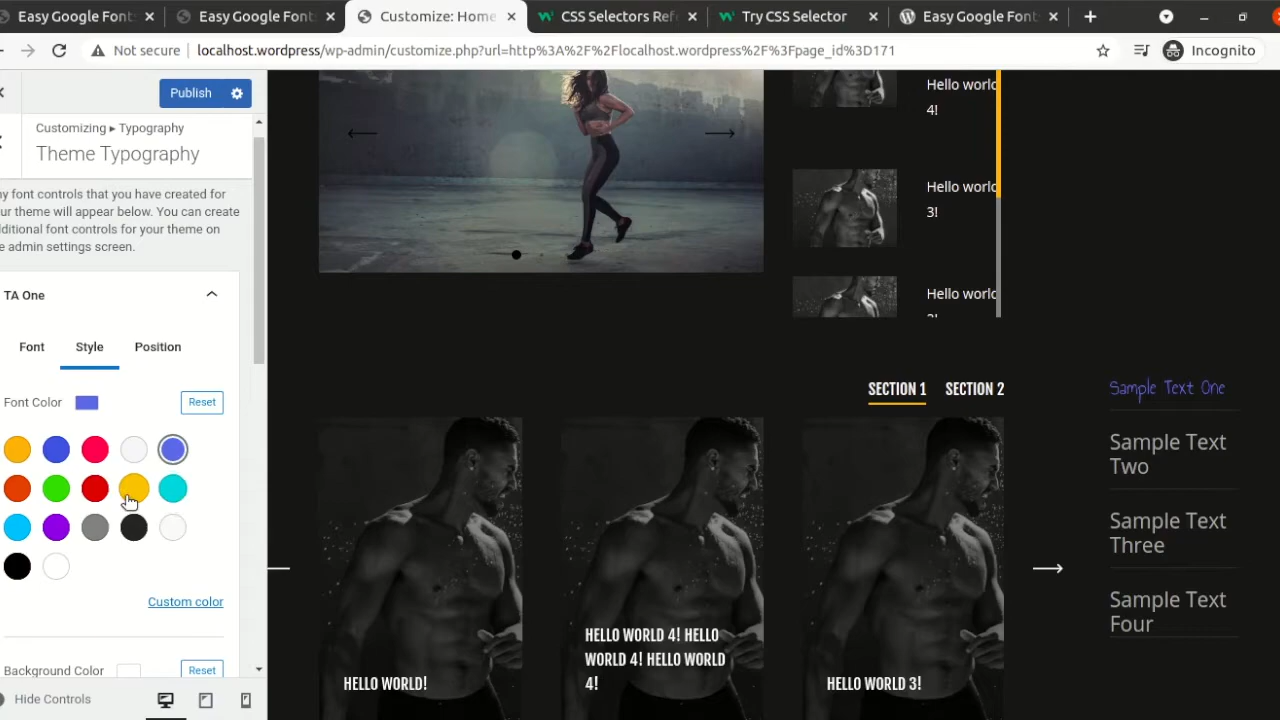 Easy Google Font
Easy Google Font
Customize: Home
CSS Selectors Ref
Try CSS Selector
Easy Google Font
Not secure
localhost.wordpress/wp-admin/customize.php?url=http%3A%2F%2Flocalhost.wordpress%2F%3Fpage_id%3D171
Incognito
Publish
Customizing ▸ Typography
Theme Typography
ny font controls that you have created for
ur theme will appear below. You can create
ditional font controls for your theme on
e admin settings screen.
TA One
Font
Style
Position
Font Color
Reset
Custom color
Background Color
Reset
Hide Controls
Hello world
4!
Hello world
3!
Hello world
SECTION 1
SECTION 2
HELLO WORLD!
HELLO WORLD 4! HELLO
WORLD 4! HELLO WORLD
4!
HELLO WORLD 3!
Sample Text One
Sample Text
Two
Sample Text
Three
Sample Text
Four